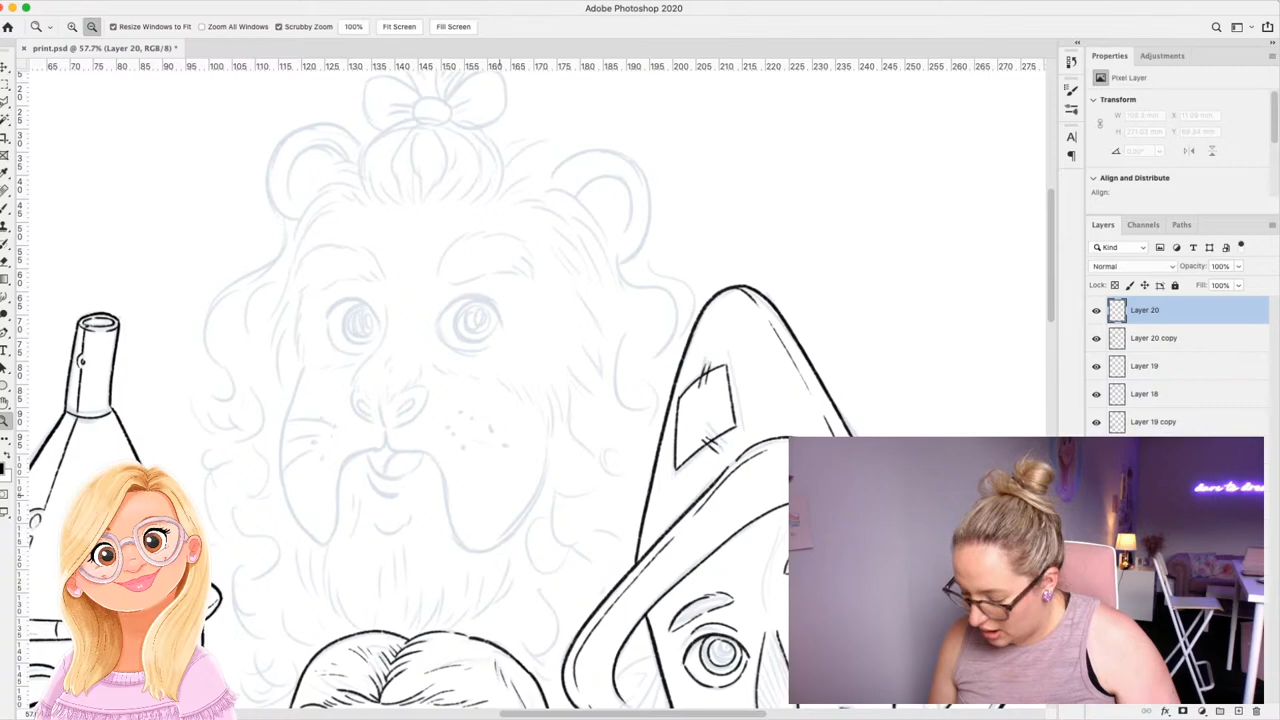 Adobe Photoshop 2020
Resize Windows to Fit
Zoom All Windows
Scrubby Zoom
100%
Fit Screen
Fill Screen
print.psd @ 57.7% (Layer 20, RGB/8) *
65 70 75 80 85 90 95 100 105 110 115 120 125 130 135 140 145 150 155 160 165 170 175 180 185 190 195 200 205 210 215 220 225 230 235 240 245 250 255 260 265 270 275
Properties
Adjustments
Pixel Layer
Transform
W
X
H
Y
Align and Distribute
Align:
Layers
Channels
Paths
Kind
Normal
Opacity: 100%
Lock:
Fill: 100%
Layer 20
Layer 20 copy
Layer 19
Layer 18
Layer 19 copy